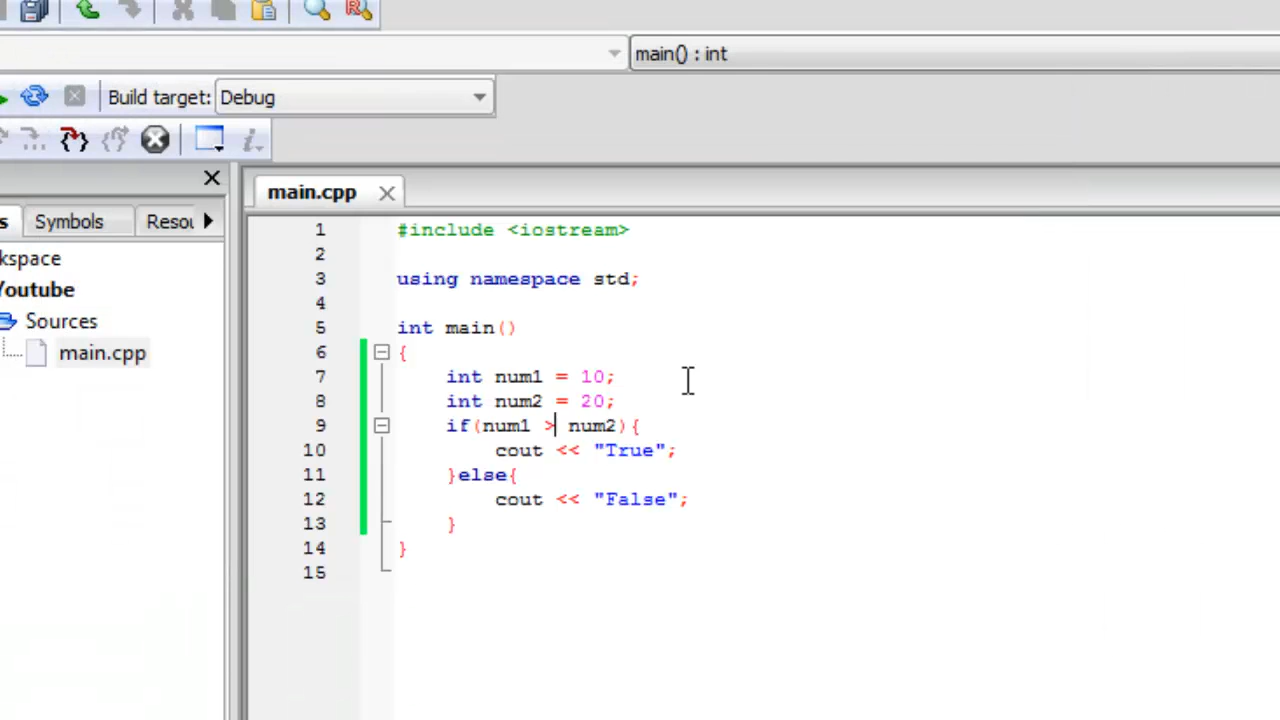 main() : int
Build target: Debug
main.cpp
s Symbols Resou
kspace
Youtube
Sources
main.cpp
1 #include <iostream>
2
3 using namespace std;
4
5 int main()
6 {
7 int num1 = 10;
8 int num2 = 20;
9 if(num1 > num2){
10 cout << "True";
11 }else{
12 cout << "False";
13 }
14 }
15